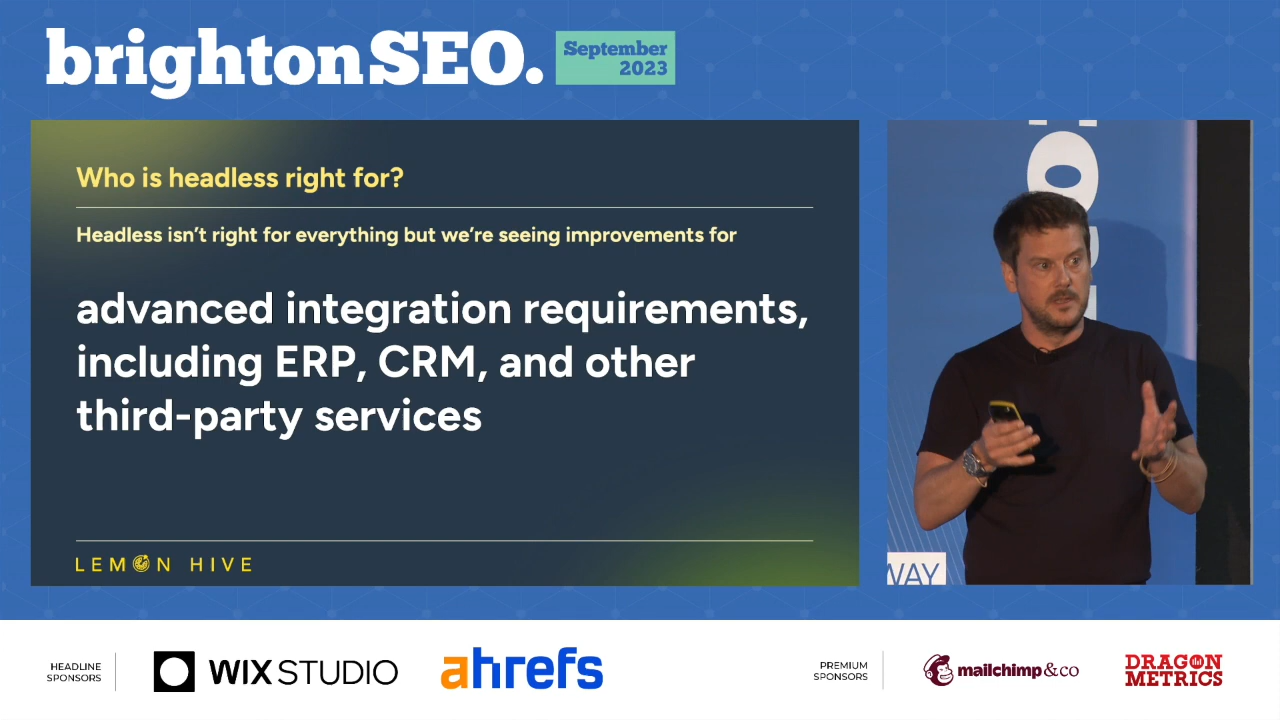 brightonSEO.
September
2023
Who is headless right for?
Headless isn't right for everything but we're seeing improvements for
advanced integration requirements,
including ERP, CRM, and other
third-party services
LEMON HIVE
WAY
HEADLINE
SPONSORS
WIX STUDIO
ahrefs
PREMIUM
SPONSORS
mailchimp&co
DRAGON
METRICS